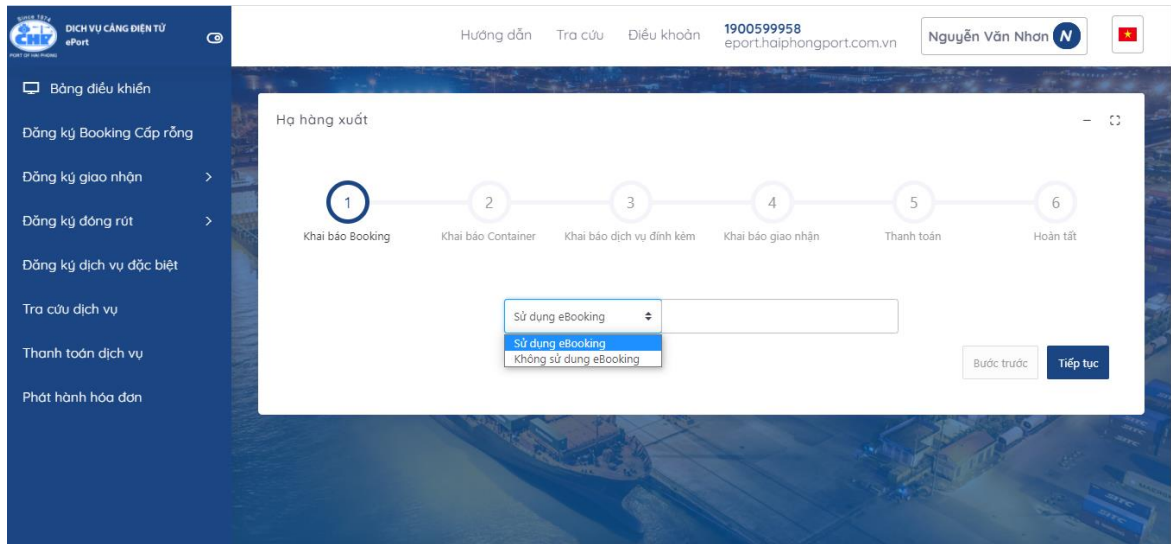 Since 1874
CHP
PORT OF HAI PHONG
DỊCH VỤ CẢNG ĐIỆN TỬ
ePort
Hướng dẫn
Tra cứu
Điều khoản
1900599958
eport.haiphongport.com.vn
Nguyễn Văn Nhơn N
Bảng điều khiển
Đăng ký Booking Cấp rỗng
Đăng ký giao nhận
Đăng ký đóng rút
Đăng ký dịch vụ đặc biệt
Tra cứu dịch vụ
Thanh toán dịch vụ
Phát hành hóa đơn
Hạ hàng xuất
1
Khai báo Booking
2
Khai báo Container
3
Khai báo dịch vụ đính kèm
4
Khai báo giao nhận
5
Thanh toán
6
Hoàn tất
Sử dụng eBooking
Sử dụng eBooking
Không sử dung eBooking
Bước trước
Tiếp tục
SITC
SITC
SITC